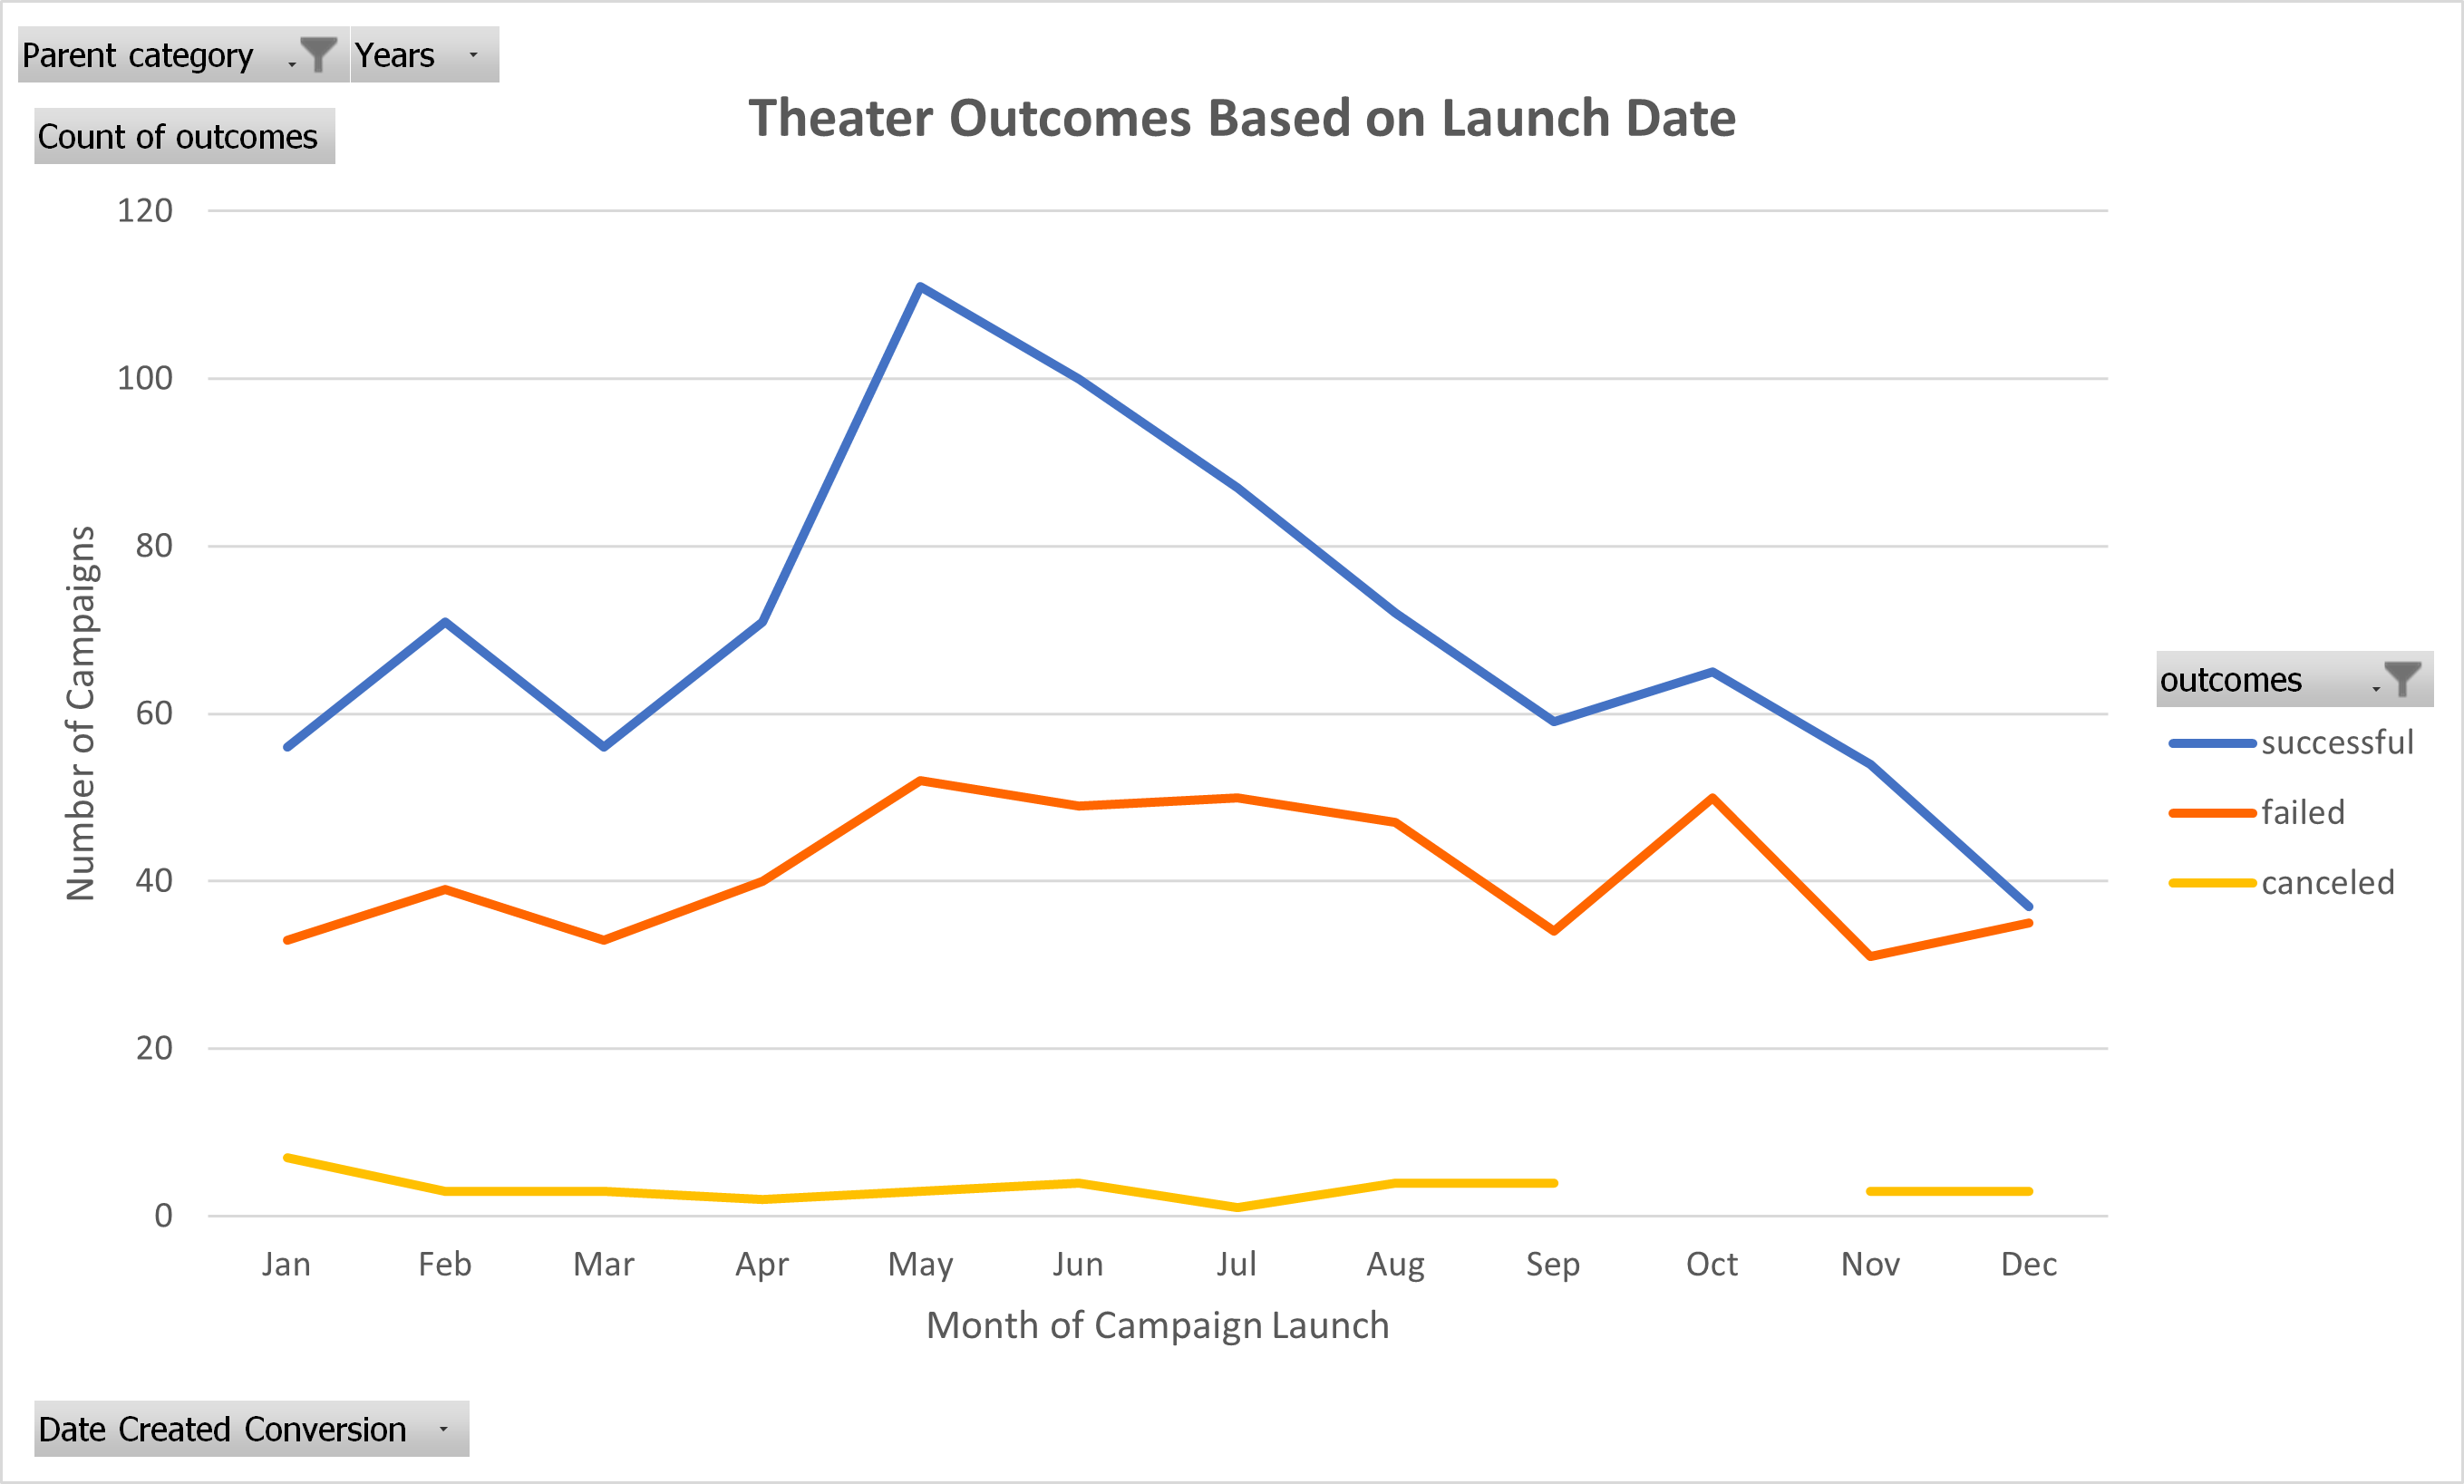 Parent category
Years
Count of outcomes
Theater Outcomes Based on Launch Date
120
100
80
60
40
20
0
Number of Campaigns
Jan Feb Mar Apr May Jun Jul Aug Sep Oct Nov Dec
Month of Campaign Launch
outcomes
successful
failed
canceled
Date Created Conversion